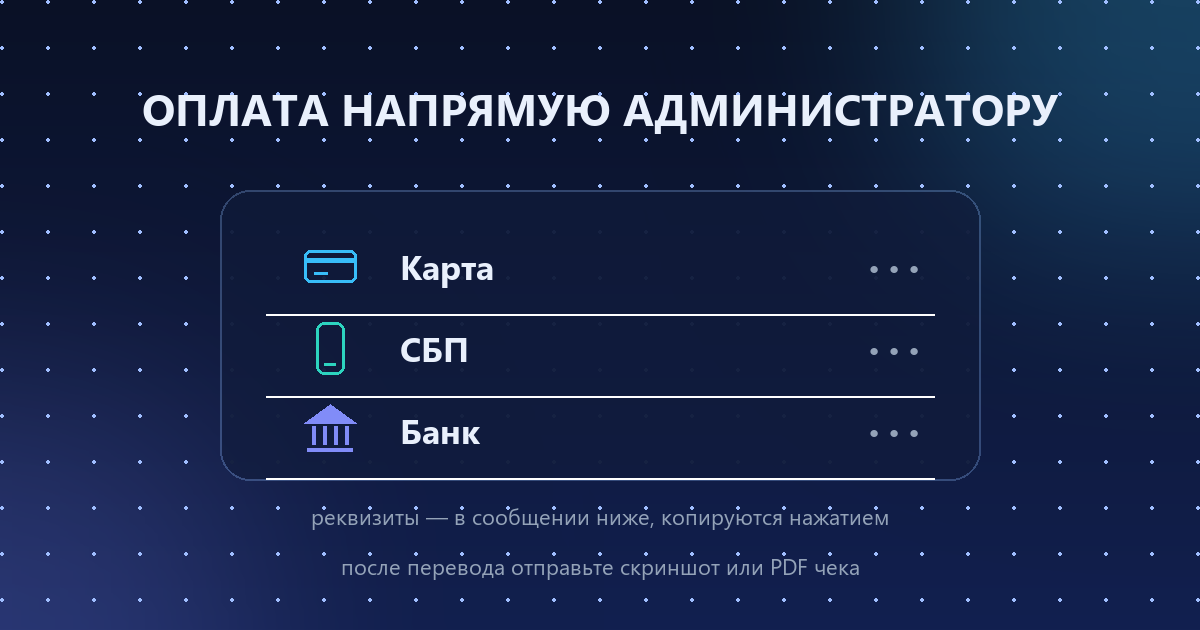 ОПЛАТА НАПРЯМУЮ АДМИНИСТРАТОРУ
Карта
СБП
Банк
реквизиты — в сообщении ниже, копируются нажатием
после перевода отправьте скриншот или PDF чека